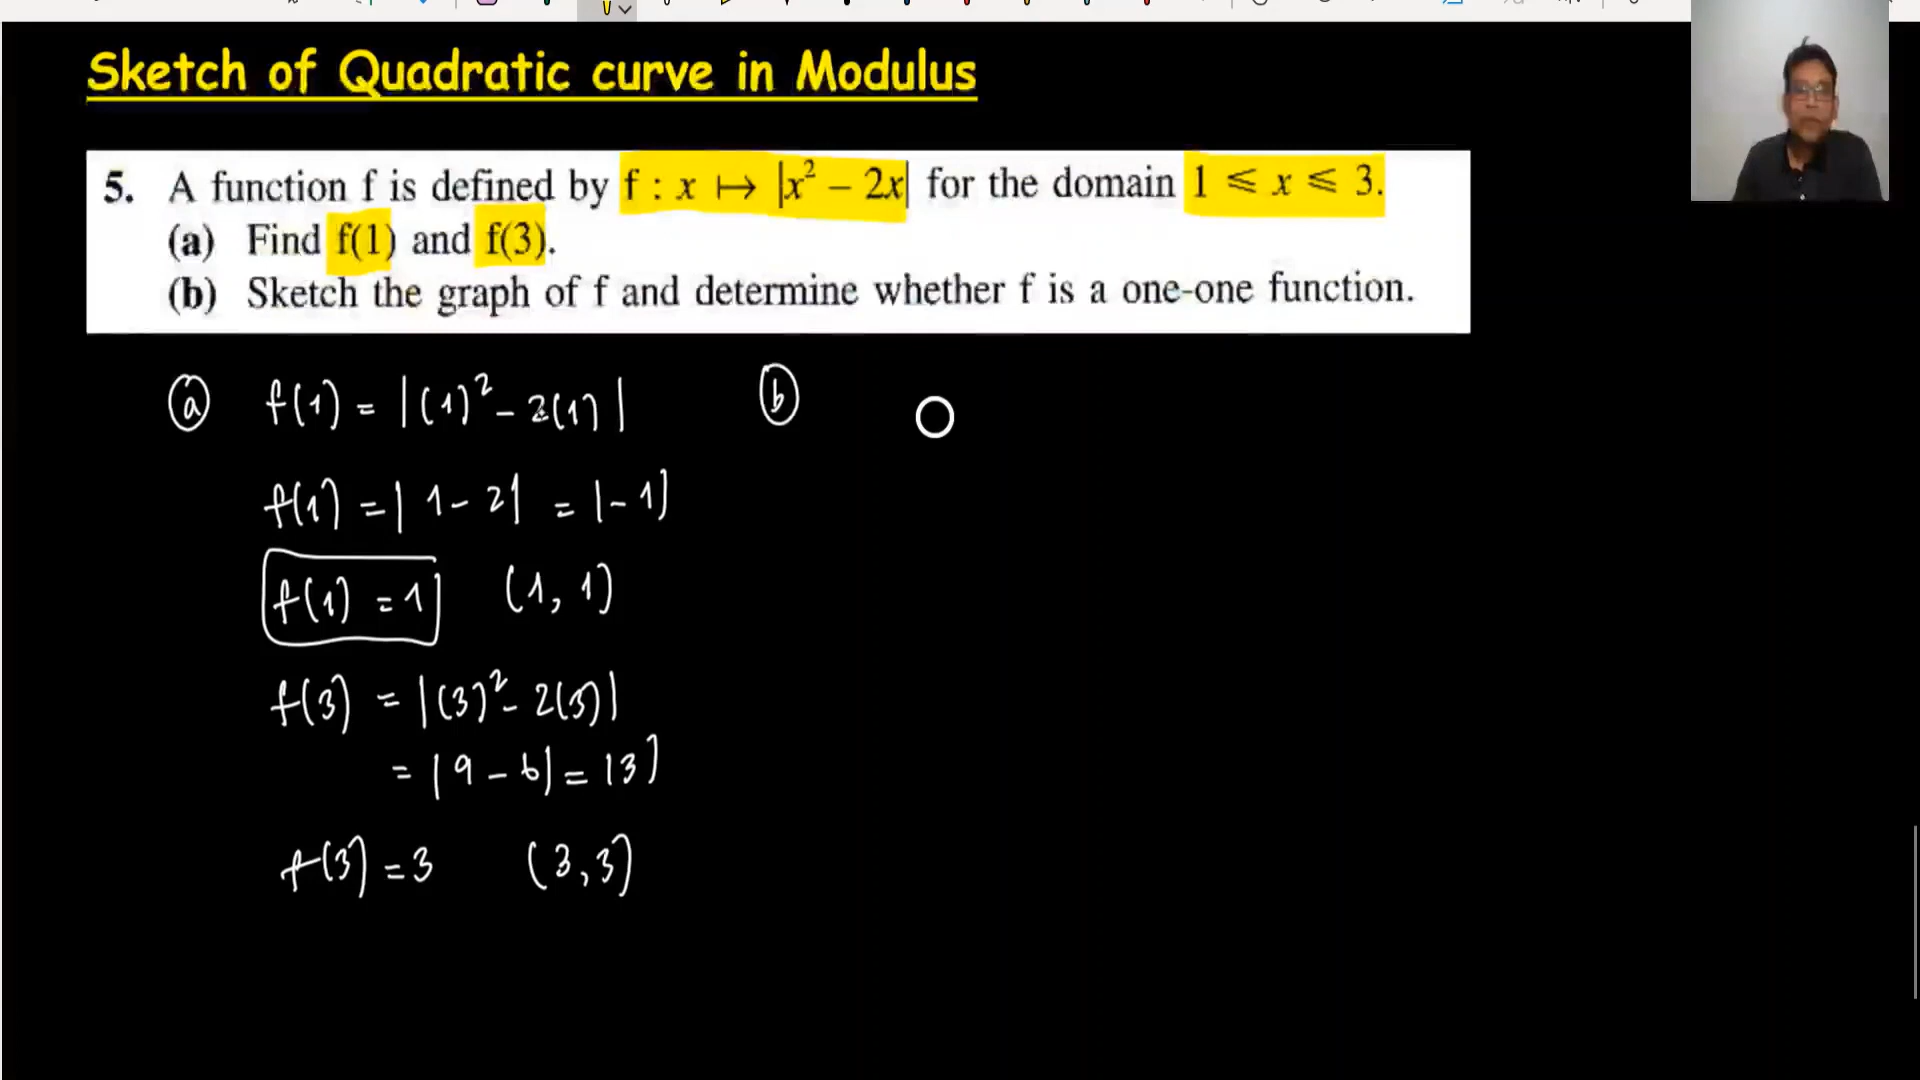 Sketch of Quadratic curve in Modulus
5. A function f is defined by f : x ↦ |x² − 2x| for the domain 1 ⩽ x ⩽ 3.
(a) Find f(1) and f(3).
(b) Sketch the graph of f and determine whether f is a one-one function.
ⓐ f(1) = |(1)² - 2(1)|
f(1) = |1 - 2| = |-1|
f(1) = 1 (1, 1)
f(3) = |(3)² - 2(3)|
= |9 - 6| = |3|
f(3) = 3 (3, 3)
ⓑ